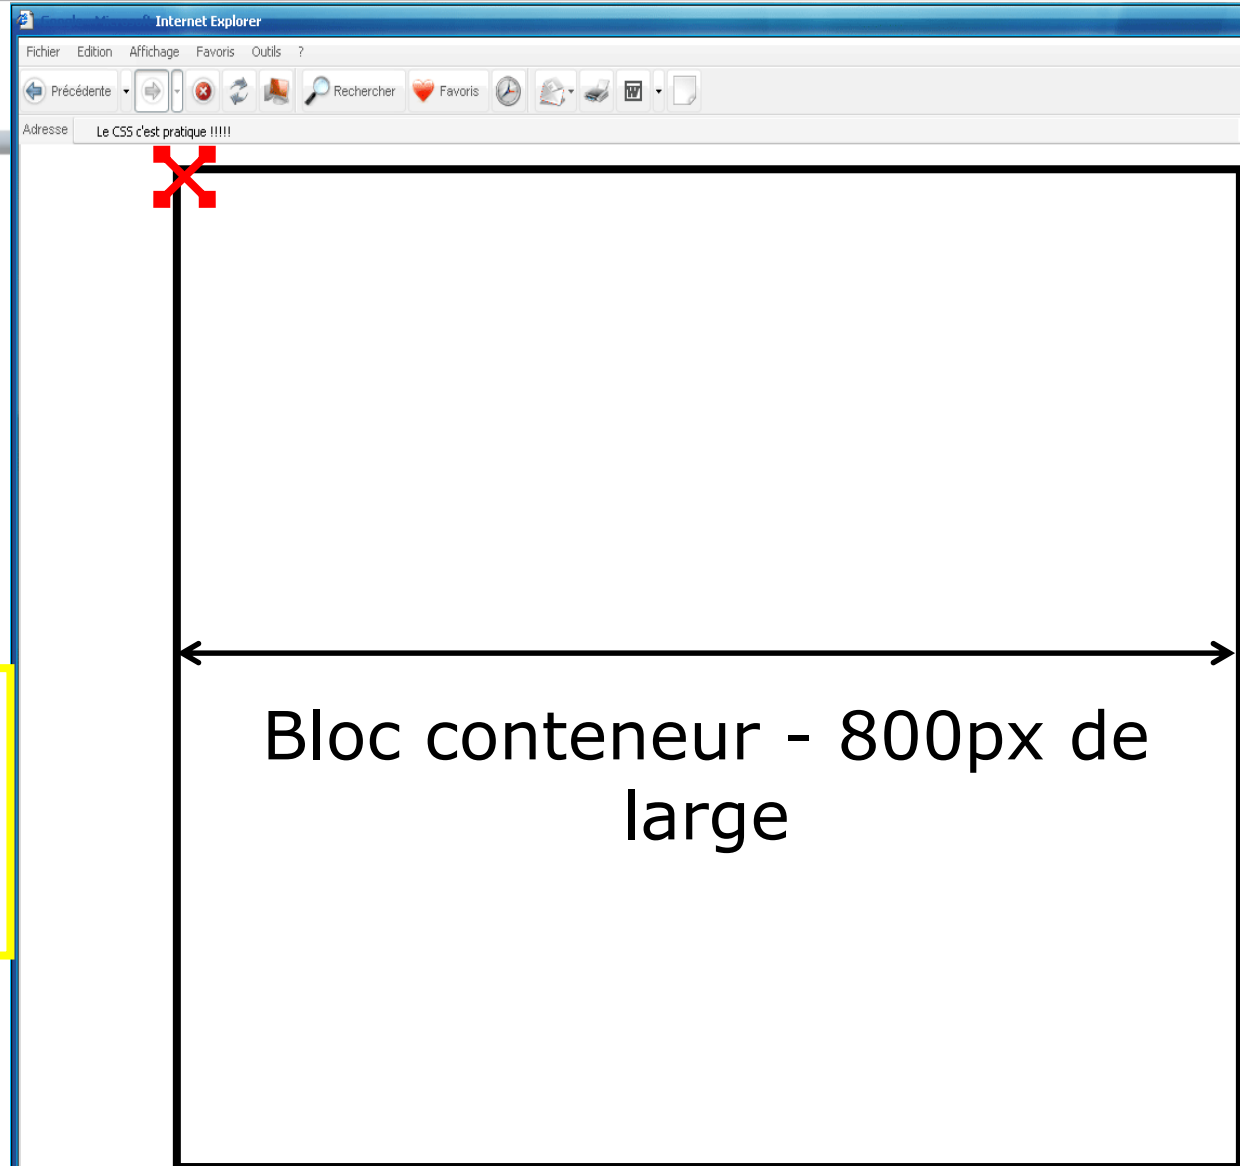 Internet Explorer
Fichier Edition Affichage Favoris Outils ?
Précédente Rechercher Favoris
Adresse Le CSS c'est pratique !!!!!
Bloc conteneur - 800px de
large